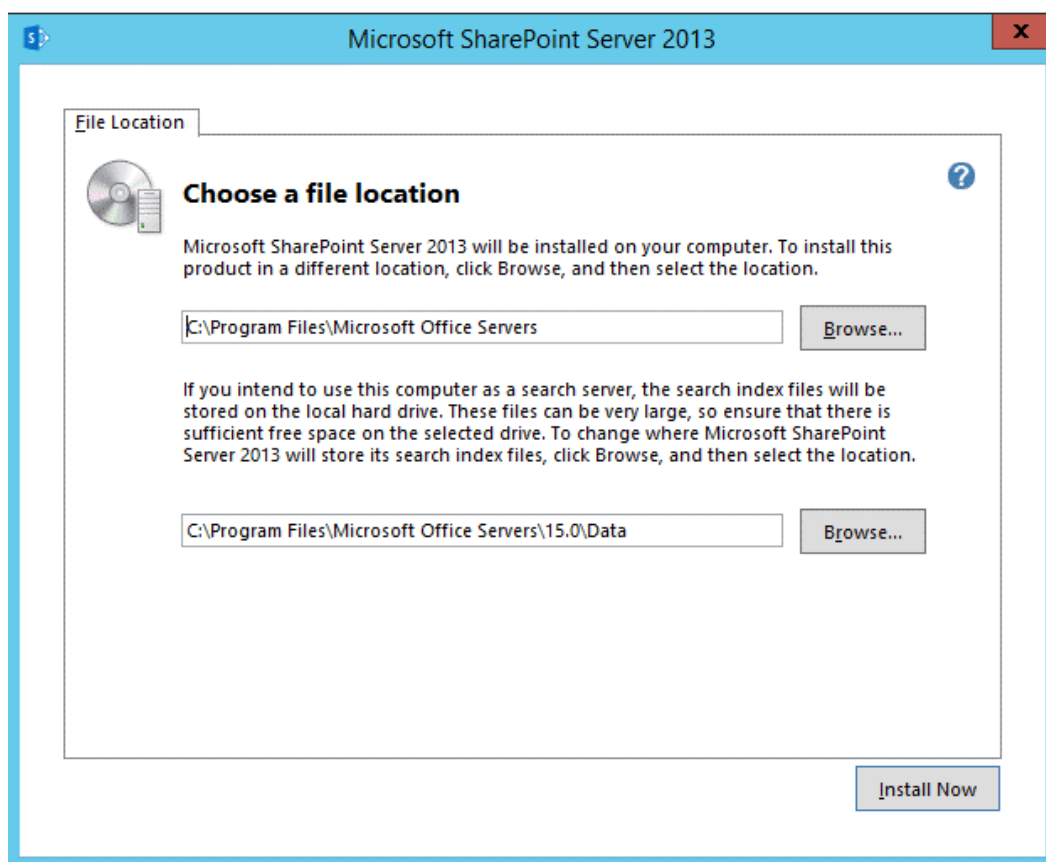 Microsoft SharePoint Server 2013
x
File Location
Choose a file location
?
Microsoft SharePoint Server 2013 will be installed on your computer. To install this
product in a different location, click Browse, and then select the location.
C:\Program Files\Microsoft Office Servers
Browse...
If you intend to use this computer as a search server, the search index files will be
stored on the local hard drive. These files can be very large, so ensure that there is
sufficient free space on the selected drive. To change where Microsoft SharePoint
Server 2013 will store its search index files, click Browse, and then select the location.
C:\Program Files\Microsoft Office Servers\15.0\Data
Browse...
Install Now